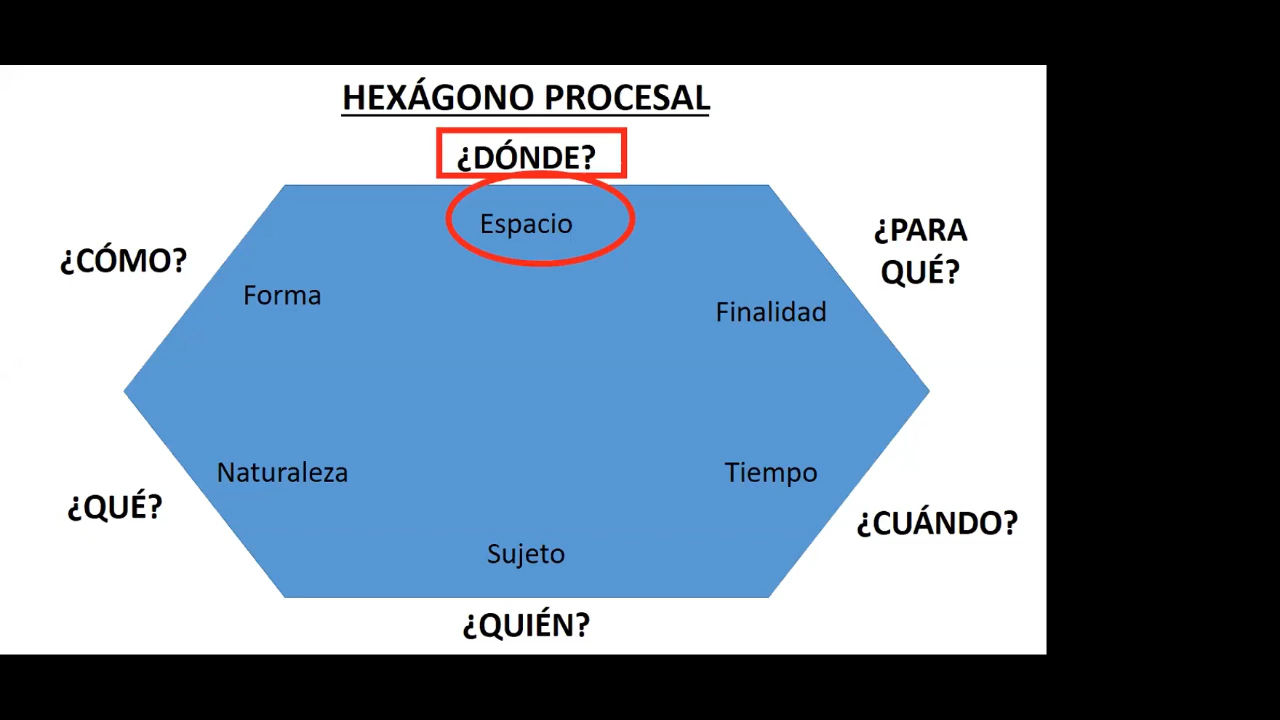 HEXÁGONO PROCESAL
¿DÓNDE?
Espacio
¿PARA
QUÉ?
¿CÓMO?
Forma
Finalidad
Naturaleza
Tiempo
¿QUÉ?
¿CUÁNDO?
Sujeto
¿QUIÉN?